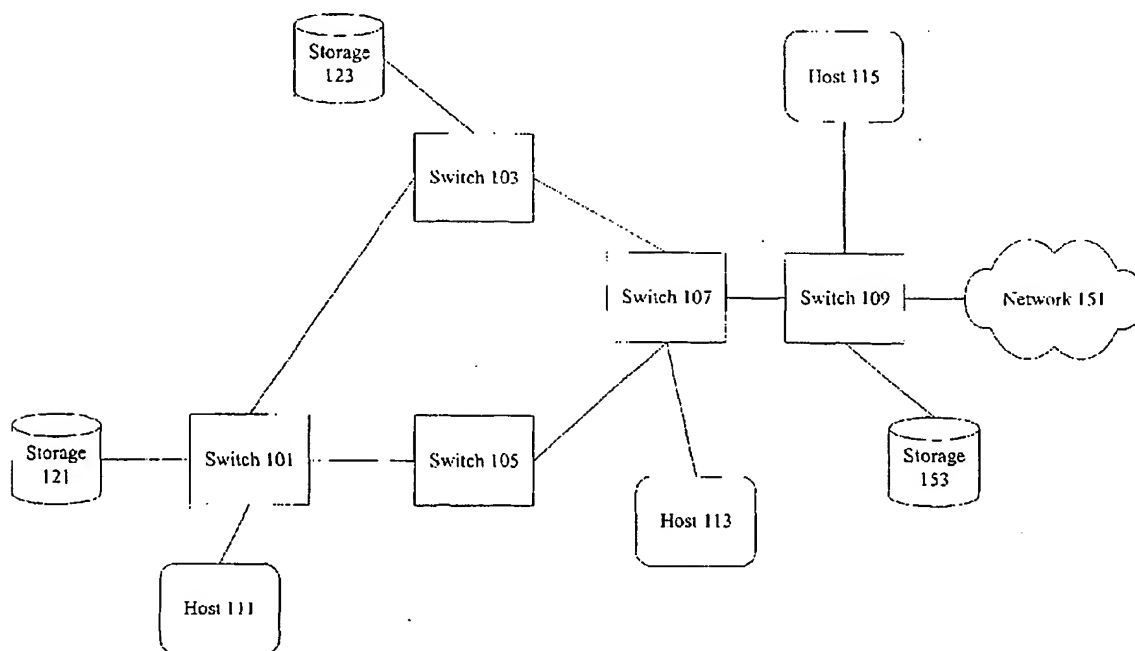 Storage
123
Host 115
Switch 103
Switch 107
Switch 109
Network 151
Storage
121
Switch 101
Switch 105
Storage
153
Host 113
Host 111